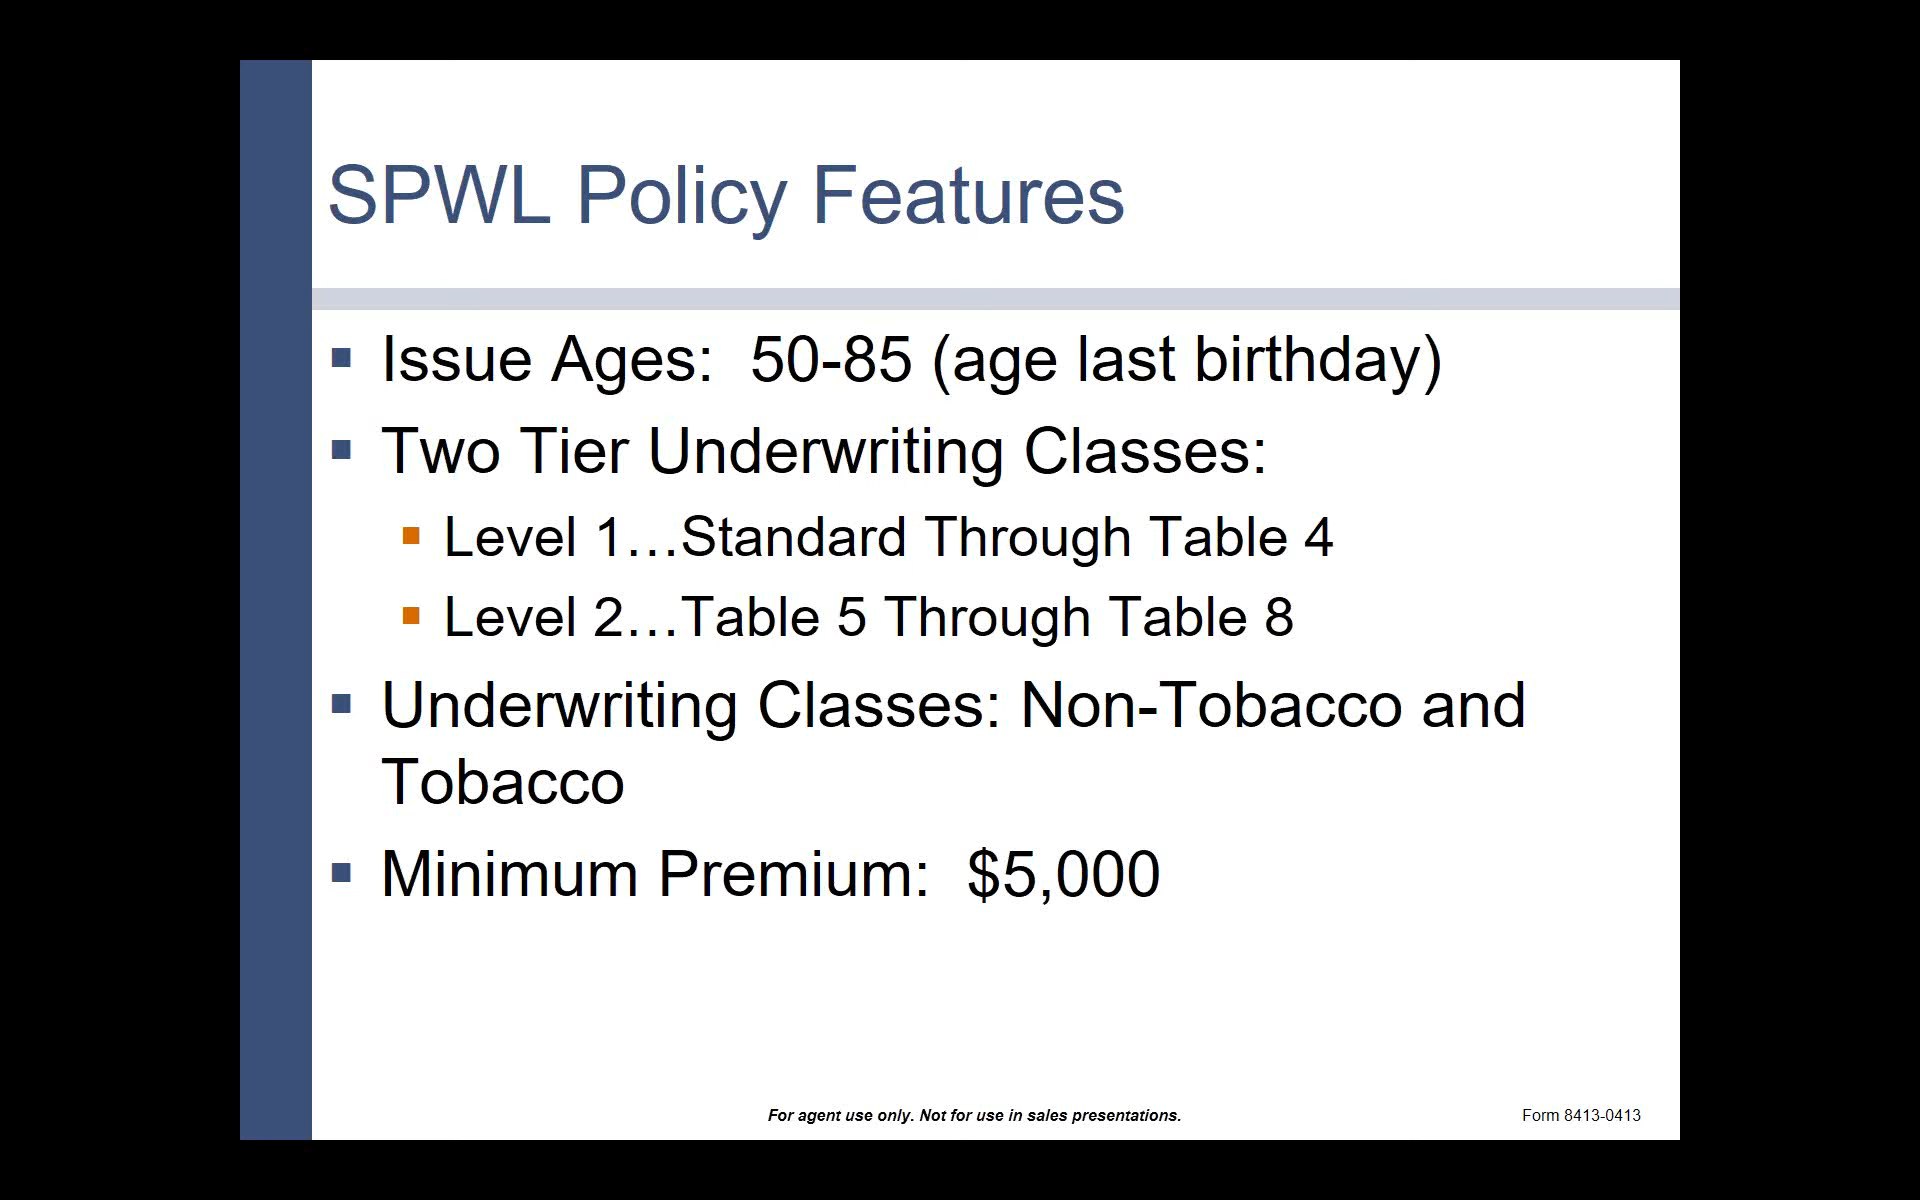 SPWL Policy Features
Issue Ages:  50-85 (age last birthday)
Two Tier Underwriting Classes:
Level 1…Standard Through Table 4
Level 2…Table 5 Through Table 8
Underwriting Classes: Non-Tobacco and
Tobacco
Minimum Premium:  $5,000
For agent use only. Not for use in sales presentations.
Form 8413-0413